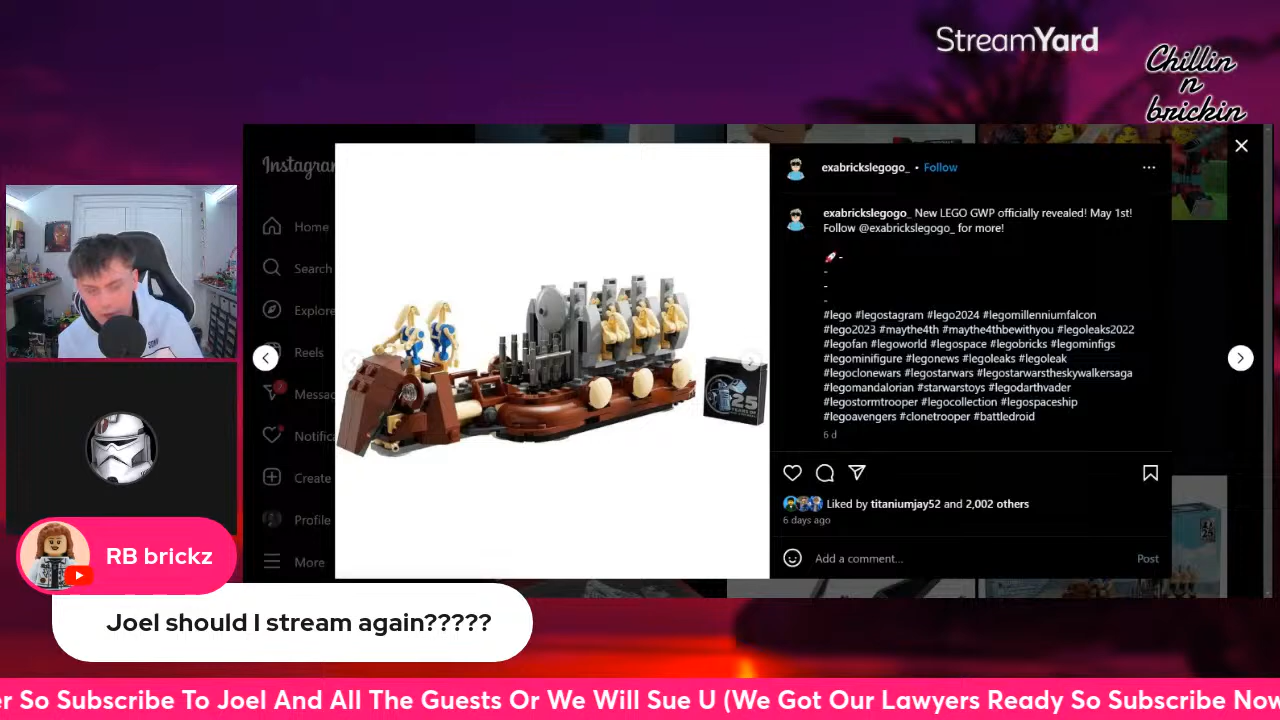 StreamYard
Chillin
n
brickin
Instagram
Home
Search
Explore
Reels
Messa
Notifica
Create
Profile
More
25
YEARS OF
exabrickslegogo_ • Follow
exabrickslegogo_ New LEGO GWP officially revealed! May 1st!
Follow @exabrickslegogo_ for more!
🚀 -
-
-
-
#lego #legostagram #lego2024 #legomillenniumfalcon
#lego2023 #maythe4th #maythe4thbewithyou #legoleaks2022
#legofan #legoworld #legospace #legobricks #legominfigs
#legominifigure #legonews #legoleaks #legoleak
#legoclonewars #legostarwars #legostarwarstheskywalkersaga
#legomandalorian #starwarstoys #legodarthvader
#legostormtrooper #legocollection #legospaceship
#legoavengers #clonetrooper #battledroid
6 d
Liked by titaniumjay52 and 2,002 others
6 days ago
Add a comment...
Post
RB brickz
Joel should I stream again?????
er So Subscribe To Joel And All The Guests Or We Will Sue U (We Got Our Lawyers Ready So Subscribe Now